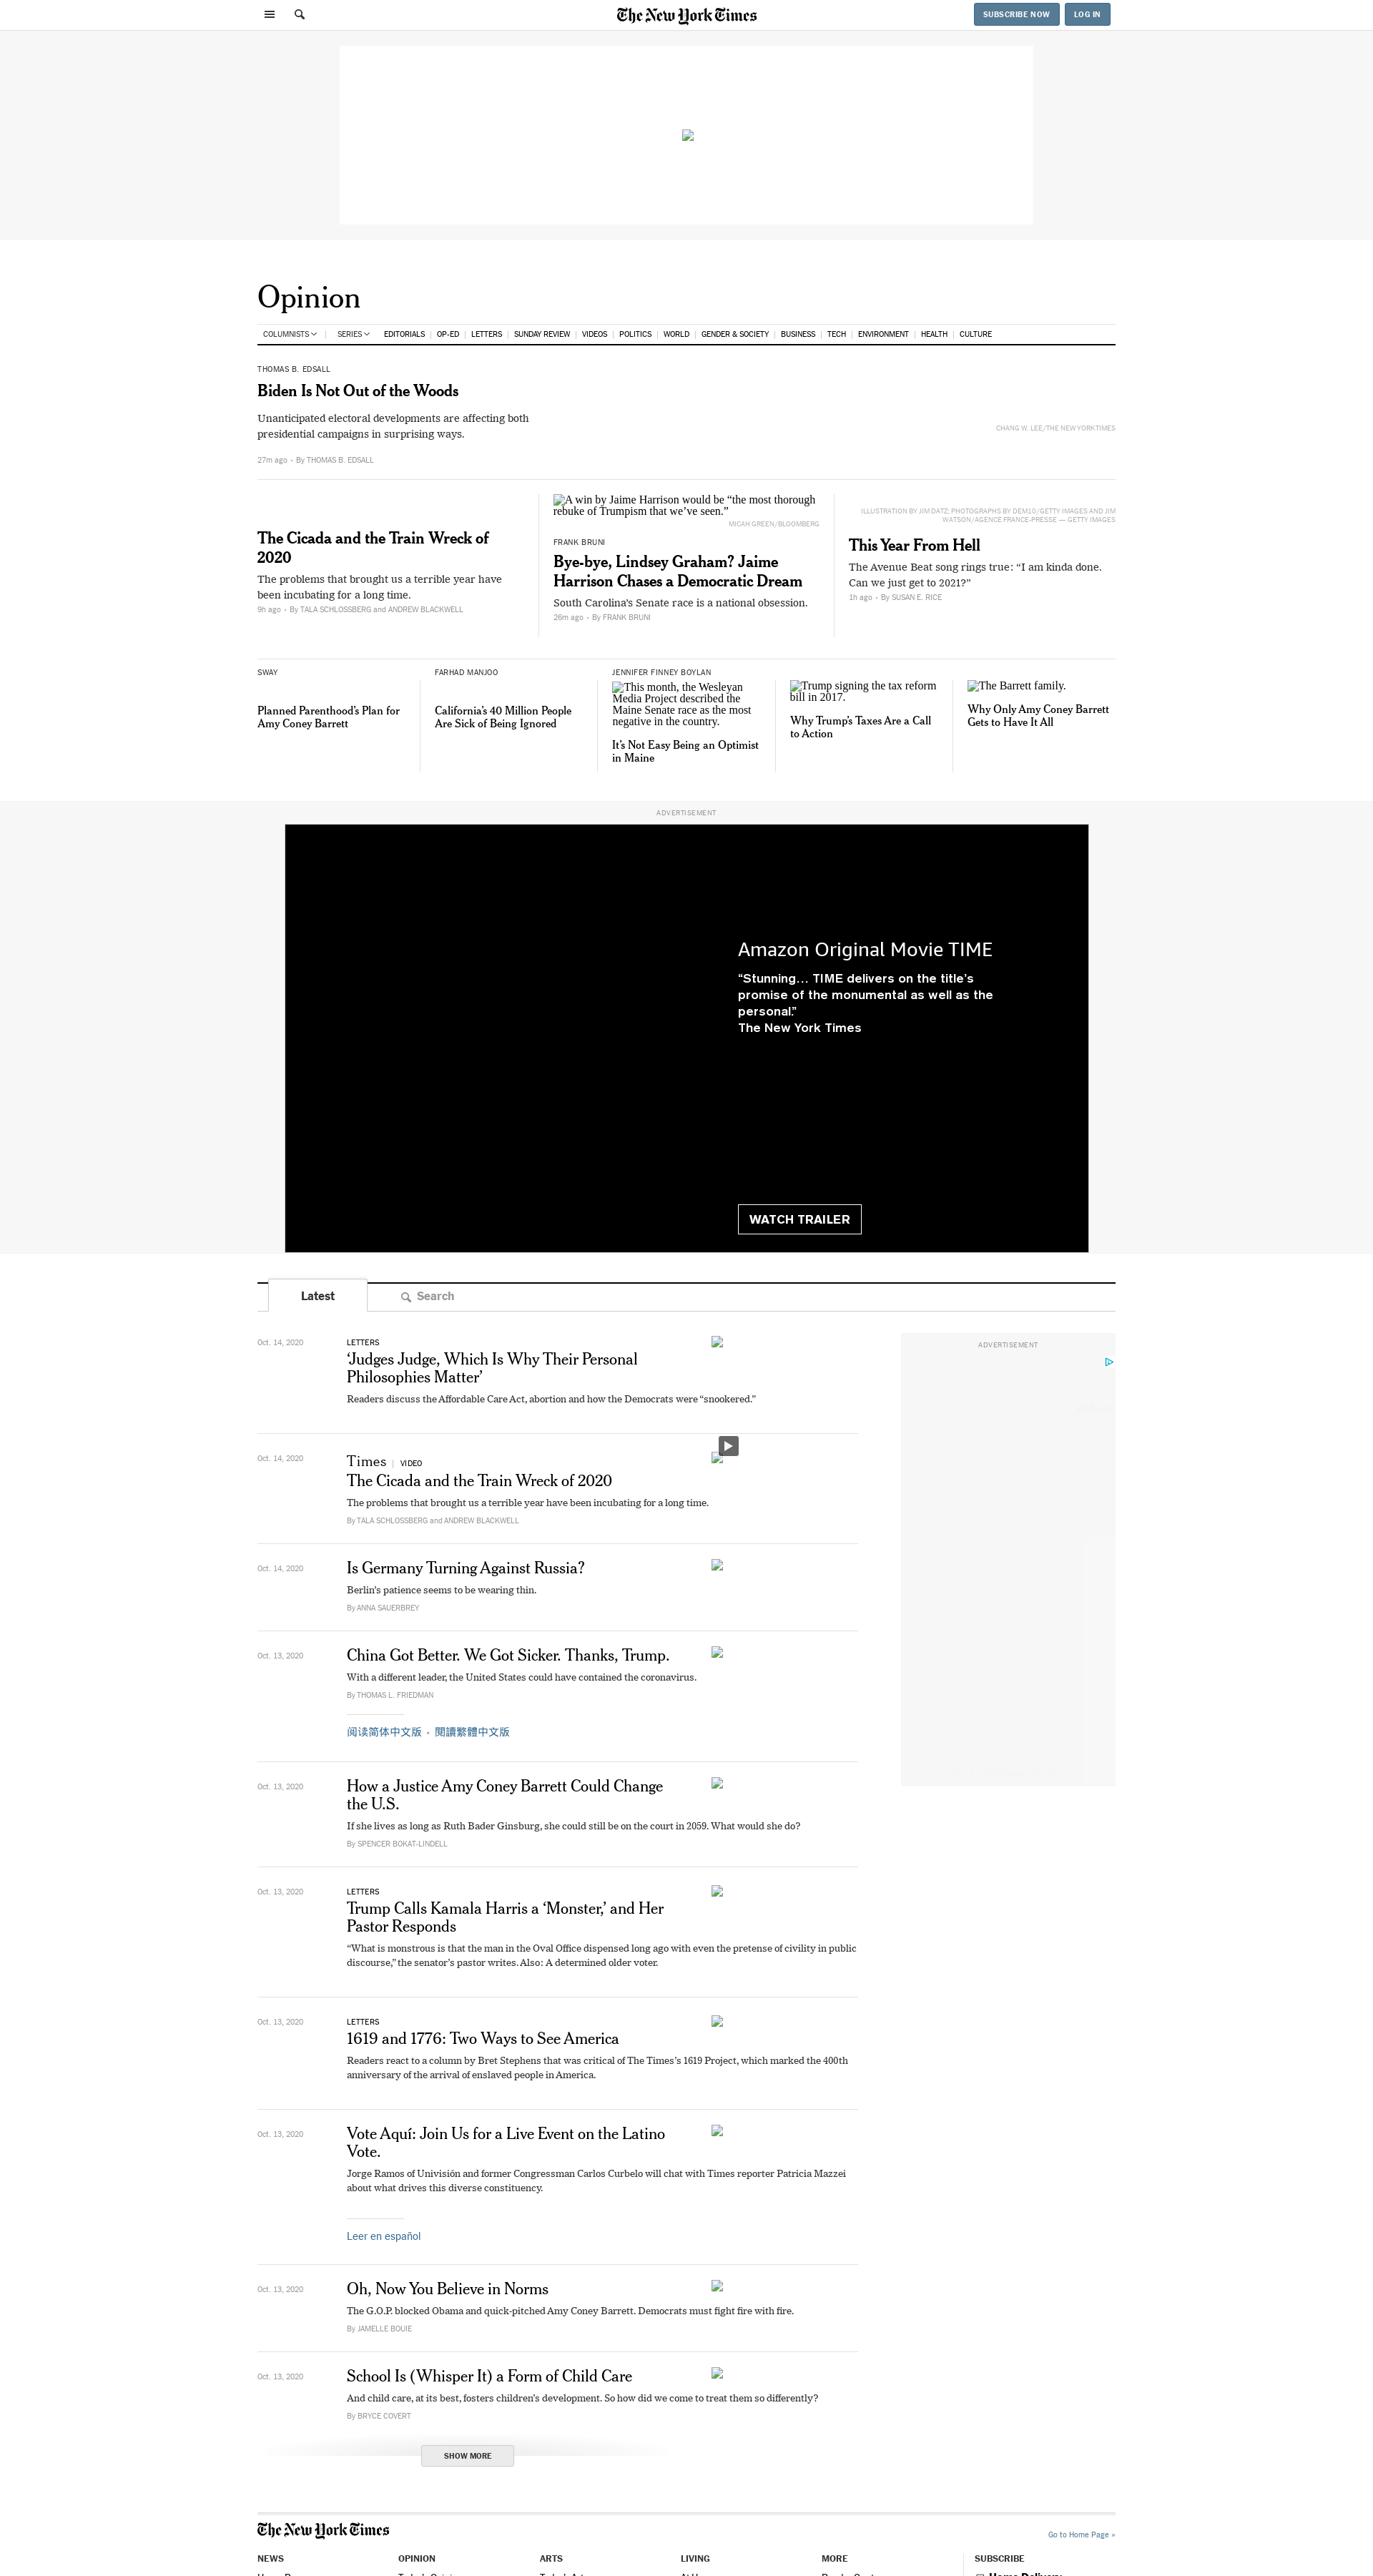 The New York Times
SUBSCRIBE NOW
LOG IN
Opinion
COLUMNISTS
SERIES
EDITORIALS
OP-ED
LETTERS
SUNDAY REVIEW
VIDEOS
POLITICS
WORLD
GENDER & SOCIETY
BUSINESS
TECH
ENVIRONMENT
HEALTH
CULTURE
THOMAS B. EDSALL
Biden Is Not Out of the Woods
Unanticipated electoral developments are affecting both
presidential campaigns in surprising ways.
27m ago • By THOMAS B. EDSALL
CHANG W. LEE/THE NEW YORK TIMES
The Cicada and the Train Wreck of
2020
The problems that brought us a terrible year have
been incubating for a long time.
9h ago • By TALA SCHLOSSBERG and ANDREW BLACKWELL
A win by Jaime Harrison would be “the most thorough
rebuke of Trumpism that we’ve seen.”
MICAH GREEN/BLOOMBERG
FRANK BRUNI
Bye-bye, Lindsey Graham? Jaime
Harrison Chases a Democratic Dream
South Carolina’s Senate race is a national obsession.
26m ago • By FRANK BRUNI
ILLUSTRATION BY JIM DATZ; PHOTOGRAPHS BY DEM10/GETTY IMAGES AND JIM
WATSON/AGENCE FRANCE-PRESSE — GETTY IMAGES
This Year From Hell
The Avenue Beat song rings true: “I am kinda done.
Can we just get to 2021?”
1h ago • By SUSAN E. RICE
SWAY
Planned Parenthood’s Plan for
Amy Coney Barrett
FARHAD MANJOO
California’s 40 Million People
Are Sick of Being Ignored
JENNIFER FINNEY BOYLAN
This month, the Wesleyan
Media Project described the
Maine Senate race as the most
negative in the country.
It’s Not Easy Being an Optimist
in Maine
Trump signing the tax reform
bill in 2017.
Why Trump’s Taxes Are a Call
to Action
The Barrett family.
Why Only Amy Coney Barrett
Gets to Have It All
ADVERTISEMENT
Amazon Original Movie TIME
“Stunning… TIME delivers on the title’s
promise of the monumental as well as the
personal.”
The New York Times
WATCH TRAILER
Latest
Search
ADVERTISEMENT
Oct. 14, 2020
LETTERS
‘Judges Judge, Which Is Why Their Personal
Philosophies Matter’
Readers discuss the Affordable Care Act, abortion and how the Democrats were “snookered.”
Oct. 14, 2020
Times | VIDEO
The Cicada and the Train Wreck of 2020
The problems that brought us a terrible year have been incubating for a long time.
By TALA SCHLOSSBERG and ANDREW BLACKWELL
Oct. 14, 2020
Is Germany Turning Against Russia?
Berlin’s patience seems to be wearing thin.
By ANNA SAUERBREY
Oct. 13, 2020
China Got Better. We Got Sicker. Thanks, Trump.
With a different leader, the United States could have contained the coronavirus.
By THOMAS L. FRIEDMAN
阅读简体中文版 • 閱讀繁體中文版
Oct. 13, 2020
How a Justice Amy Coney Barrett Could Change
the U.S.
If she lives as long as Ruth Bader Ginsburg, she could still be on the court in 2059. What would she do?
By SPENCER BOKAT-LINDELL
Oct. 13, 2020
LETTERS
Trump Calls Kamala Harris a ‘Monster,’ and Her
Pastor Responds
“What is monstrous is that the man in the Oval Office dispensed long ago with even the pretense of civility in public
discourse,” the senator’s pastor writes. Also: A determined older voter.
Oct. 13, 2020
LETTERS
1619 and 1776: Two Ways to See America
Readers react to a column by Bret Stephens that was critical of The Times’s 1619 Project, which marked the 400th
anniversary of the arrival of enslaved people in America.
Oct. 13, 2020
Vote Aquí: Join Us for a Live Event on the Latino
Vote.
Jorge Ramos of Univisión and former Congressman Carlos Curbelo will chat with Times reporter Patricia Mazzei
about what drives this diverse constituency.
Leer en español
Oct. 13, 2020
Oh, Now You Believe in Norms
The G.O.P. blocked Obama and quick-pitched Amy Coney Barrett. Democrats must fight fire with fire.
By JAMELLE BOUIE
Oct. 13, 2020
School Is (Whisper It) a Form of Child Care
And child care, at its best, fosters children’s development. So how did we come to treat them so differently?
By BRYCE COVERT
SHOW MORE
The New York Times
Go to Home Page »
NEWS
OPINION
ARTS
LIVING
MORE
SUBSCRIBE